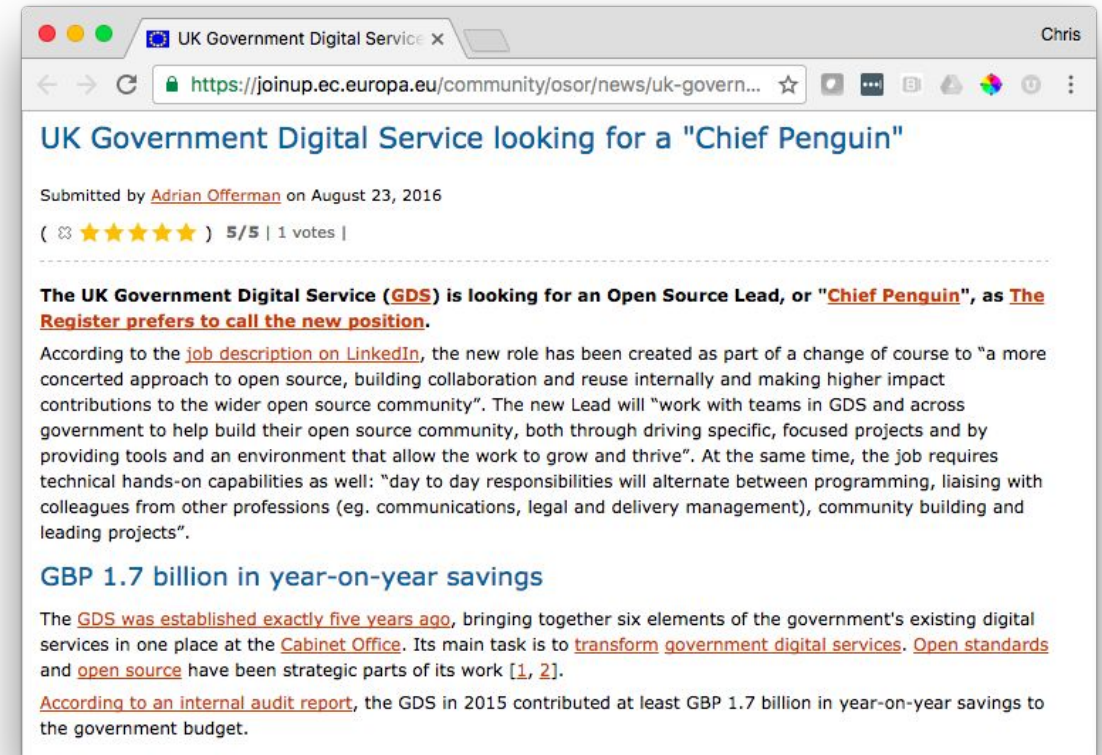 UK Government Digital Service
Chris
https://joinup.ec.europa.eu/community/osor/news/uk-govern...
UK Government Digital Service looking for a "Chief Penguin"
Submitted by Adrian Offerman on August 23, 2016
( ) 5/5 | 1 votes |
The UK Government Digital Service (GDS) is looking for an Open Source Lead, or "Chief Penguin", as The
Register prefers to call the new position.
According to the job description on LinkedIn, the new role has been created as part of a change of course to “a more
concerted approach to open source, building collaboration and reuse internally and making higher impact
contributions to the wider open source community”. The new Lead will “work with teams in GDS and across
government to help build their open source community, both through driving specific, focused projects and by
providing tools and an environment that allow the work to grow and thrive”. At the same time, the job requires
technical hands-on capabilities as well: “day to day responsibilities will alternate between programming, liaising with
colleagues from other professions (eg. communications, legal and delivery management), community building and
leading projects”.
GBP 1.7 billion in year-on-year savings
The GDS was established exactly five years ago, bringing together six elements of the government's existing digital
services in one place at the Cabinet Office. Its main task is to transform government digital services. Open standards
and open source have been strategic parts of its work [1, 2].
According to an internal audit report, the GDS in 2015 contributed at least GBP 1.7 billion in year-on-year savings to
the government budget.